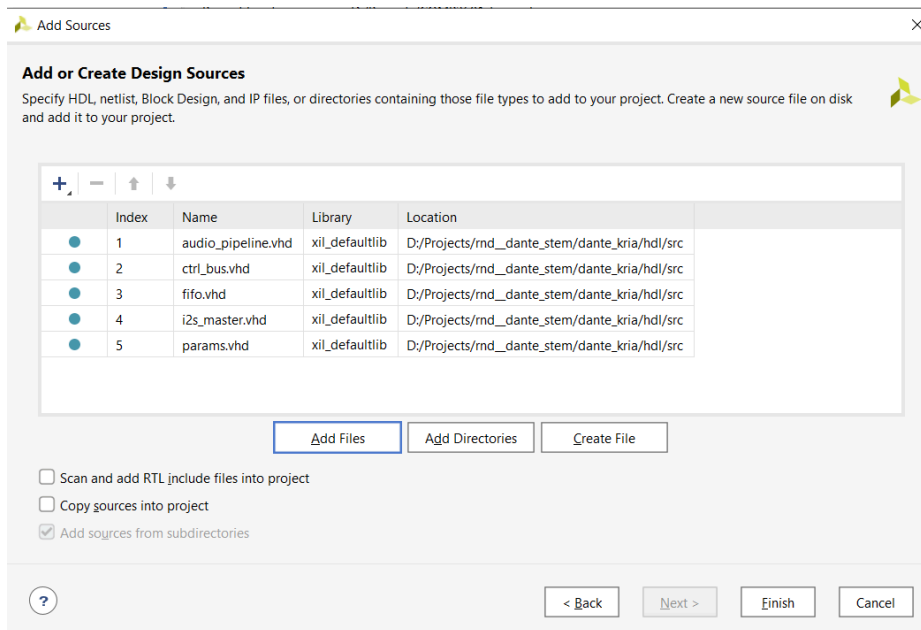 Add Sources
Add or Create Design Sources
Specify HDL, netlist, Block Design, and IP files, or directories containing those file types to add to your project. Create a new source file on disk
and add it to your project.
Index Name Library Location
1 audio_pipeline.vhd xil_defaultlib D:/Projects/rnd__dante_stem/dante_kria/hdl/src
2 ctrl_bus.vhd xil_defaultlib D:/Projects/rnd__dante_stem/dante_kria/hdl/src
3 fifo.vhd xil_defaultlib D:/Projects/rnd__dante_stem/dante_kria/hdl/src
4 i2s_master.vhd xil_defaultlib D:/Projects/rnd__dante_stem/dante_kria/hdl/src
5 params.vhd xil_defaultlib D:/Projects/rnd__dante_stem/dante_kria/hdl/src
Add Files Add Directories Create File
Scan and add RTL include files into project
Copy sources into project
Add sources from subdirectories
? < Back Next > Finish Cancel